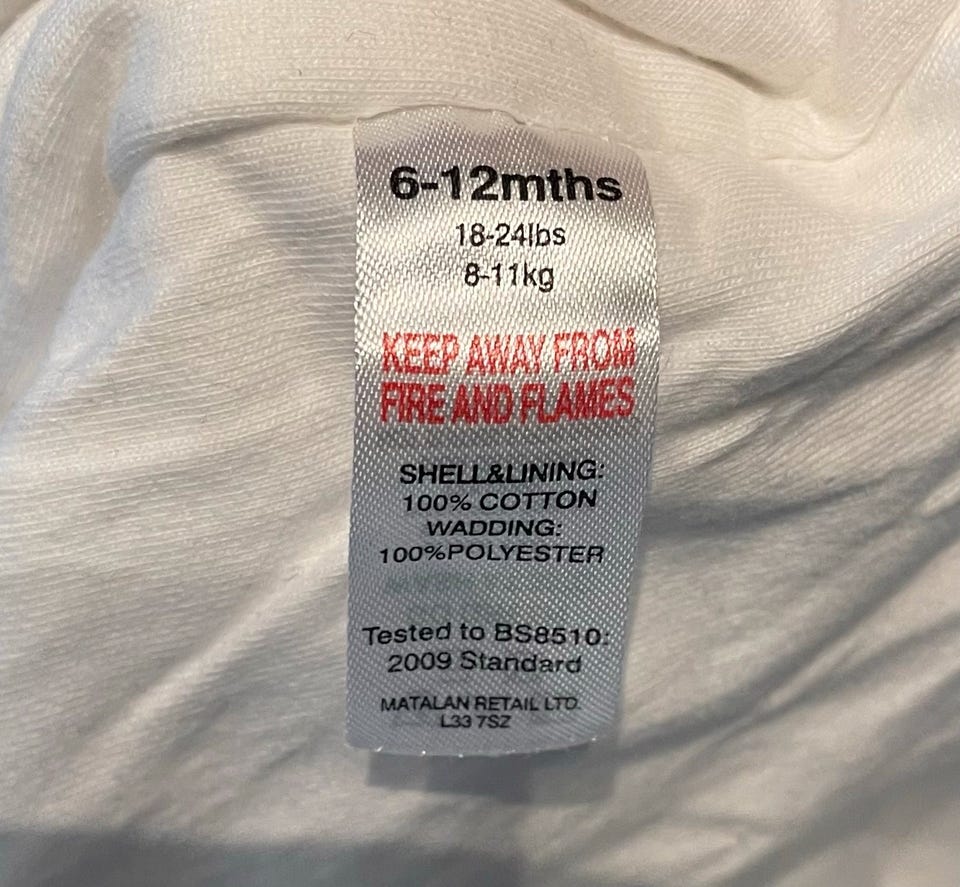 6-12mths
18-24lbs
8-11kg
KEEP AWAY FROM
FIRE AND FLAMES
SHELL&LINING:
100% COTTON
WADDING:
100%POLYESTER
Tested to BS8510:
2009 Standard
MATALAN RETAIL LTD.
L33 7SZ